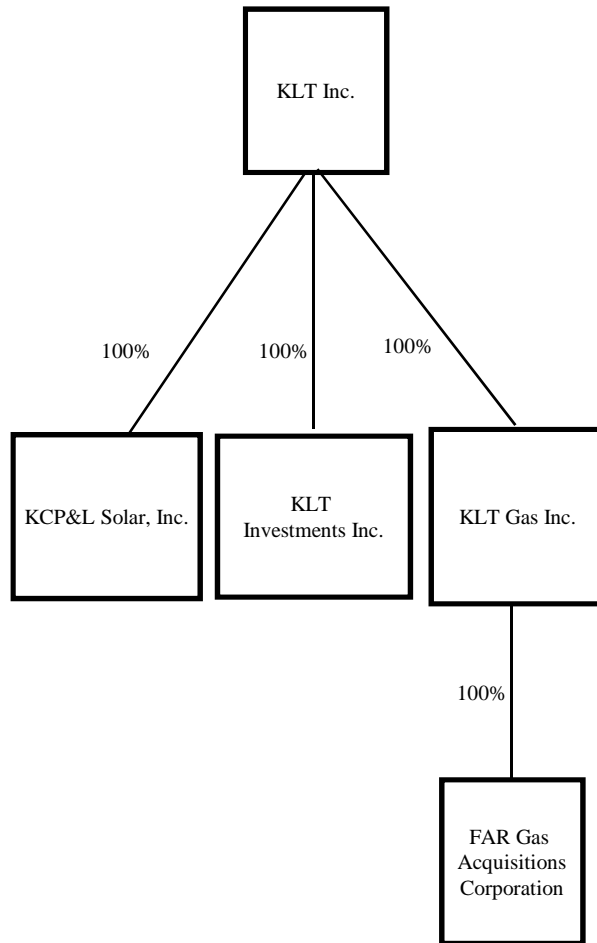 KLT Inc.
100%
100%
100%
KCP&L Solar, Inc.
KLT
Investments Inc.
KLT Gas Inc.
100%
FAR Gas
Acquisitions
Corporation